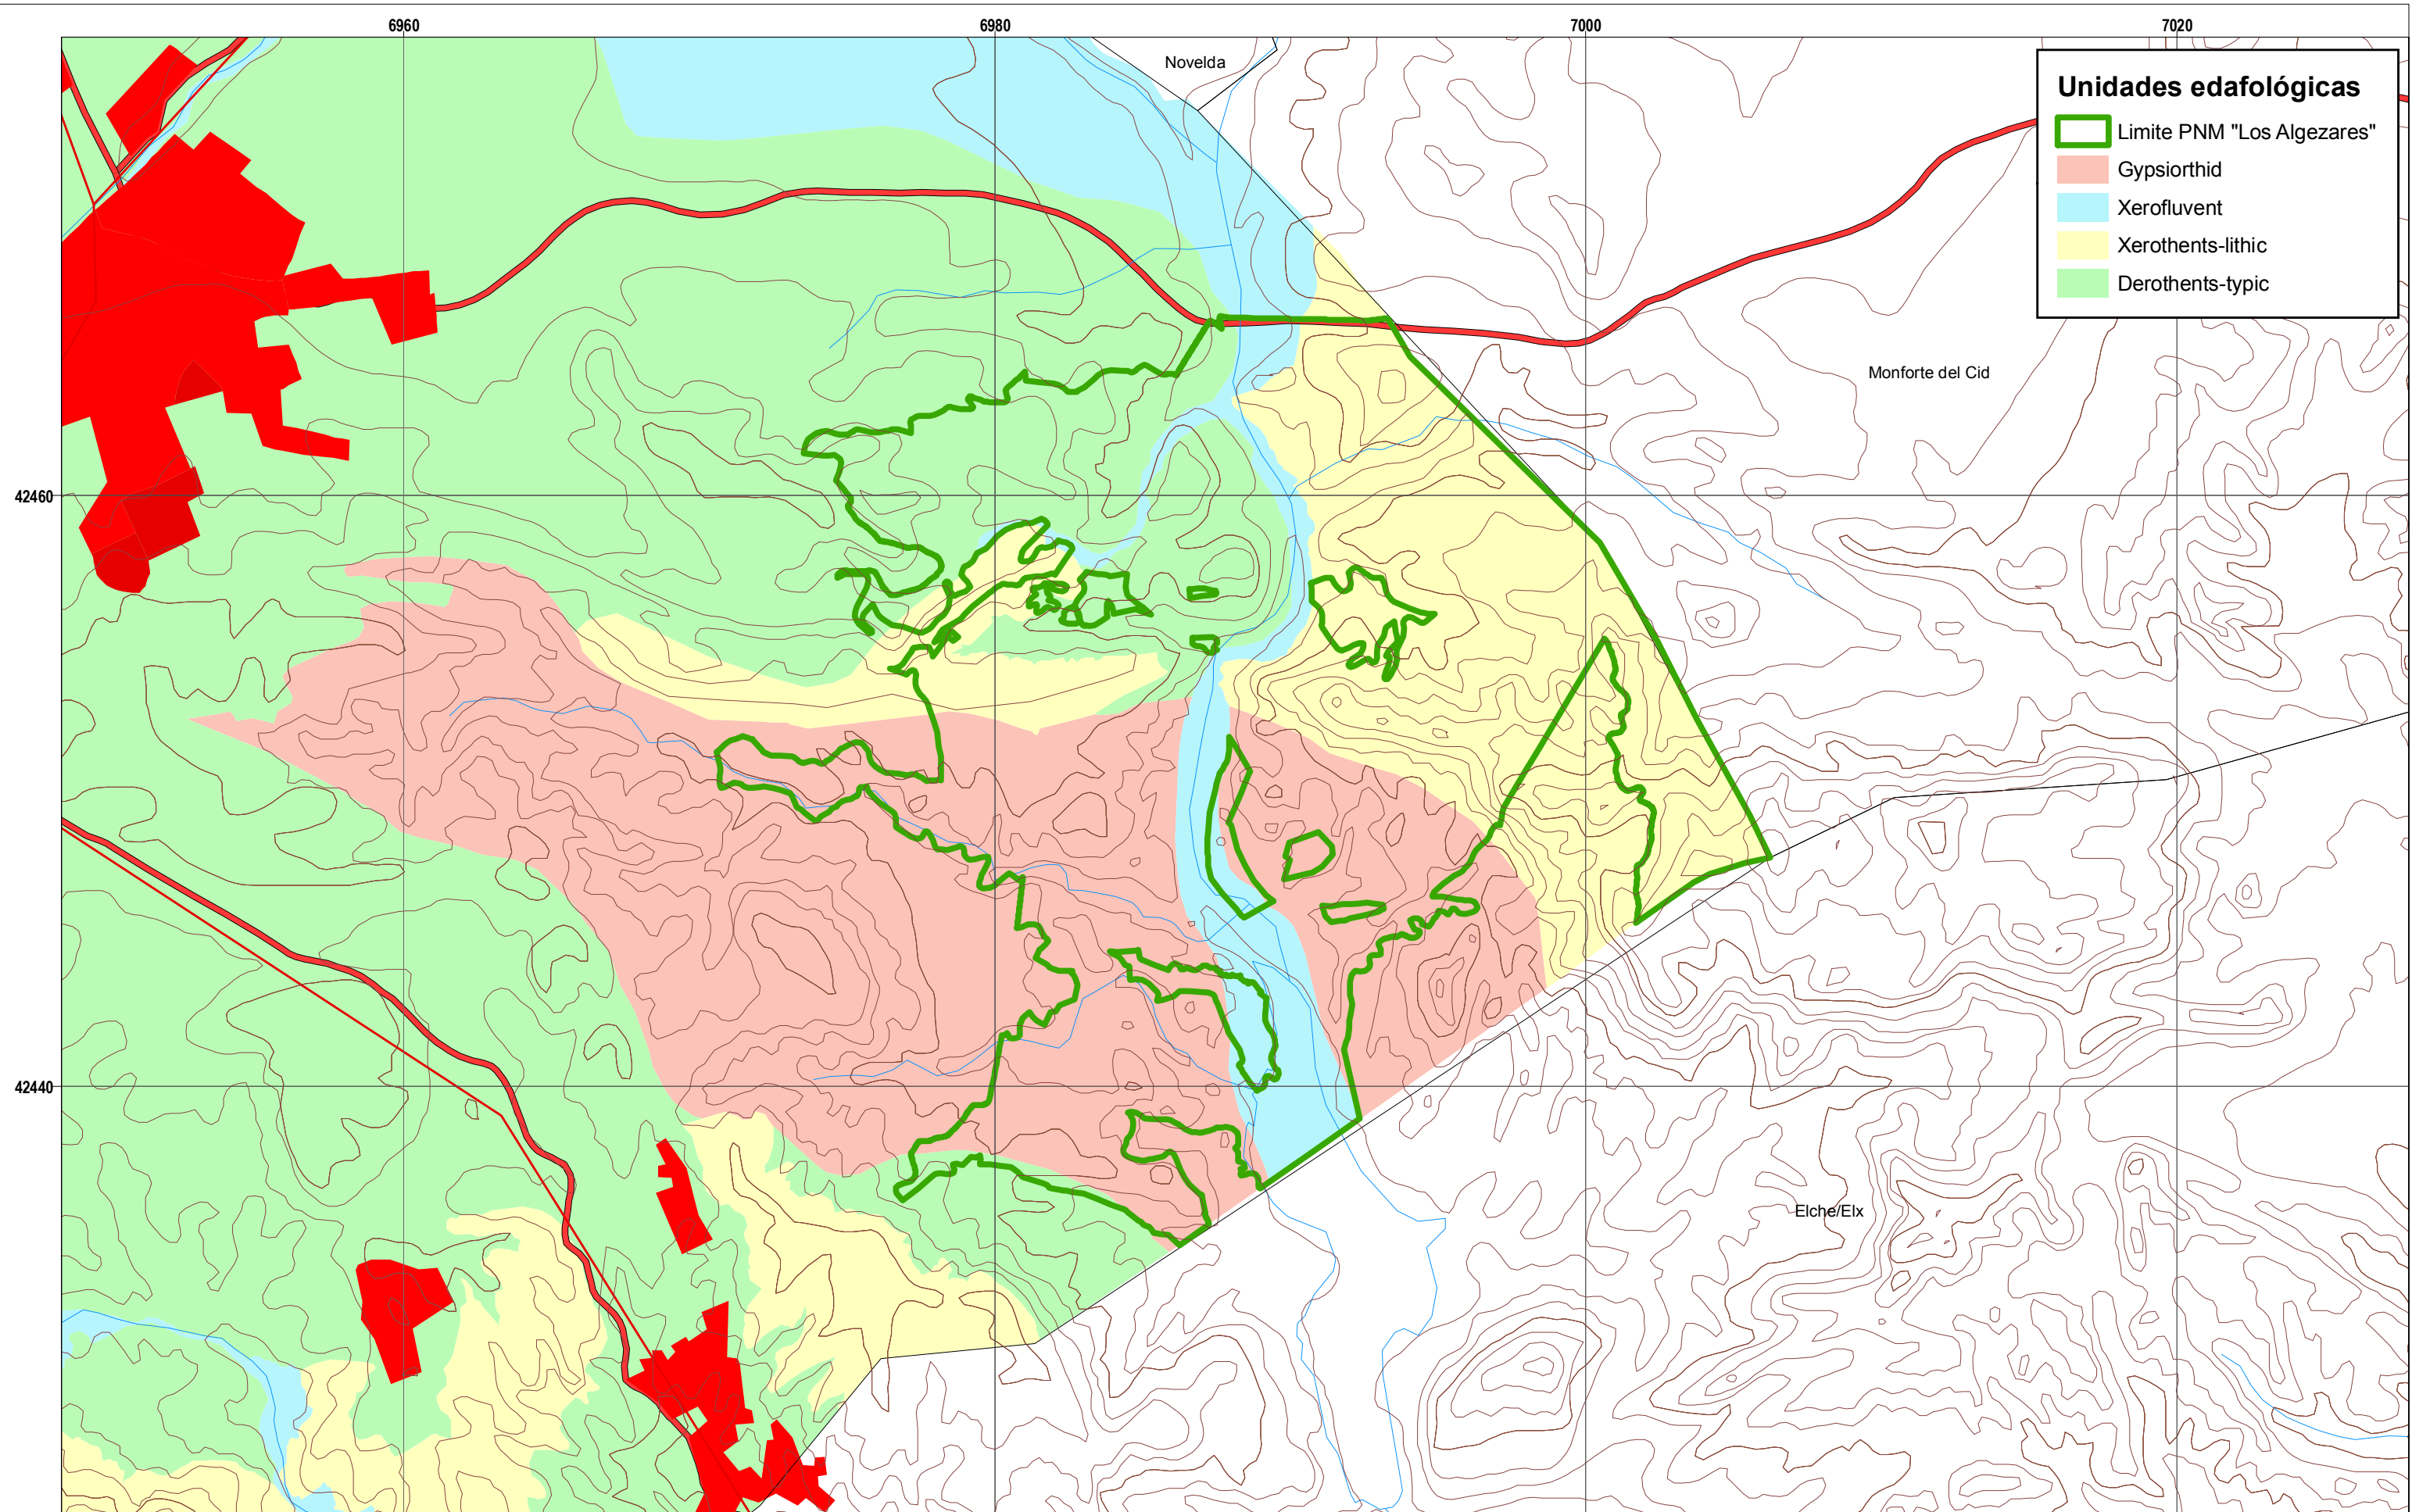 6960
6980
7000
7020
Novelda
Unidades edafológicas
Limite PNM "Los Algezares"
Gypsiorthid
Xerofluvent
Xerothents-lithic
Derothents-typic
Monforte del Cid
42460
42440
Elche/Elx